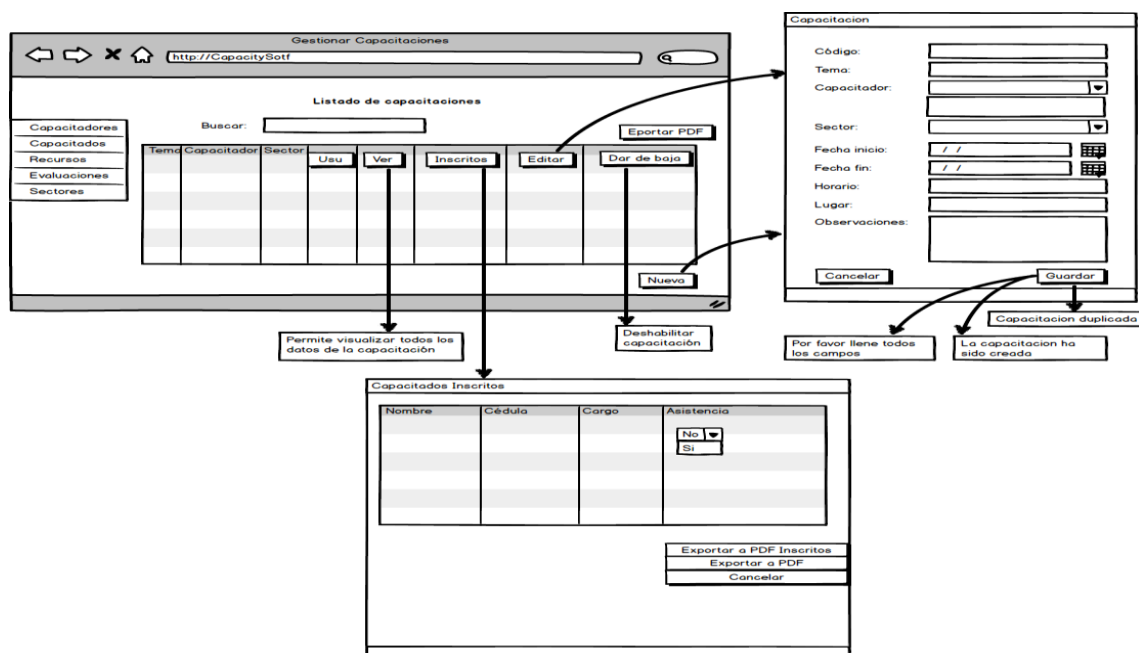 Gestionar Capacitaciones
http://CapacitySotf
Listado de capacitaciones
Buscar:
Eportar PDF
Capacitadores
Capacitados
Recursos
Evaluaciones
Sectores
Tema Capacitador Sector
Usu Ver Inscritos Editar Dar de baja
Nueva
Permite visualizar todos los
datos de la capacitación
Deshabilitar
capacitación
Capacitacion
Código:
Tema:
Capacitador:
Sector:
Fecha inicio: / /
Fecha fin: / /
Horario:
Lugar:
Observaciones:
Cancelar Guardar
Capacitacion duplicada
Por favor llene todos
los campos
La capacitacion ha
sido creada
Capacitados Inscritos
Nombre Cédula Cargo Asistencia
No
Si
Exportar a PDF Inscritos
Exportar a PDF
Cancelar